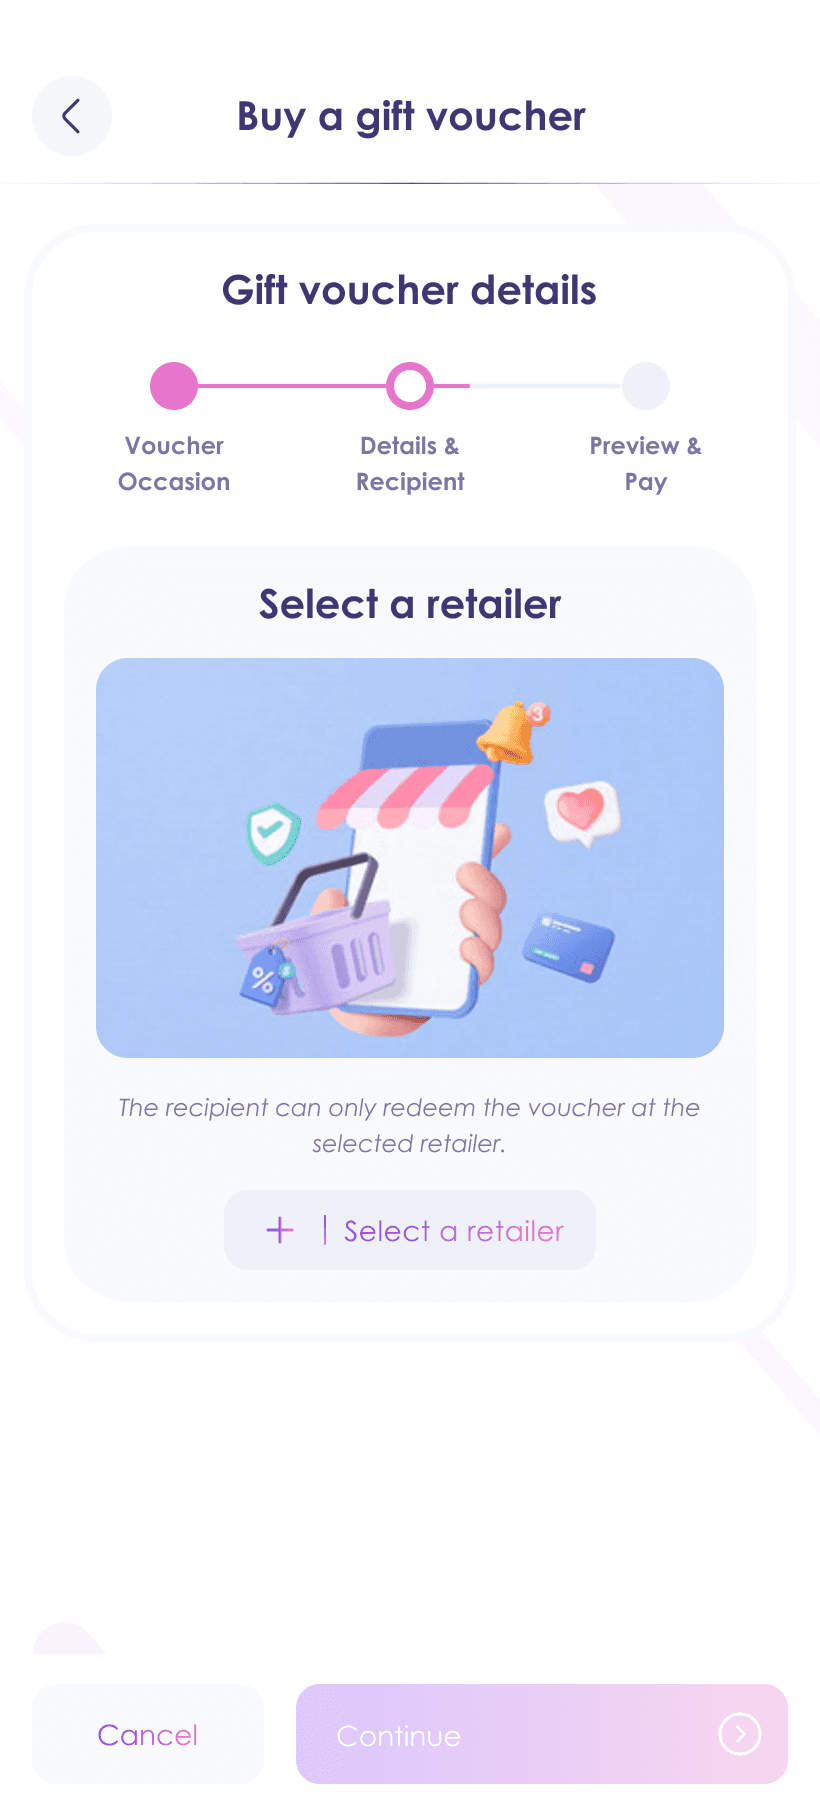 Buy a gift voucher
Gift voucher details
Voucher
Occasion
Details &
Recipient
Preview &
Pay
Select a retailer
3
%
The recipient can only redeem the voucher at the
selected retailer.
Select a retailer
Cancel
Continue